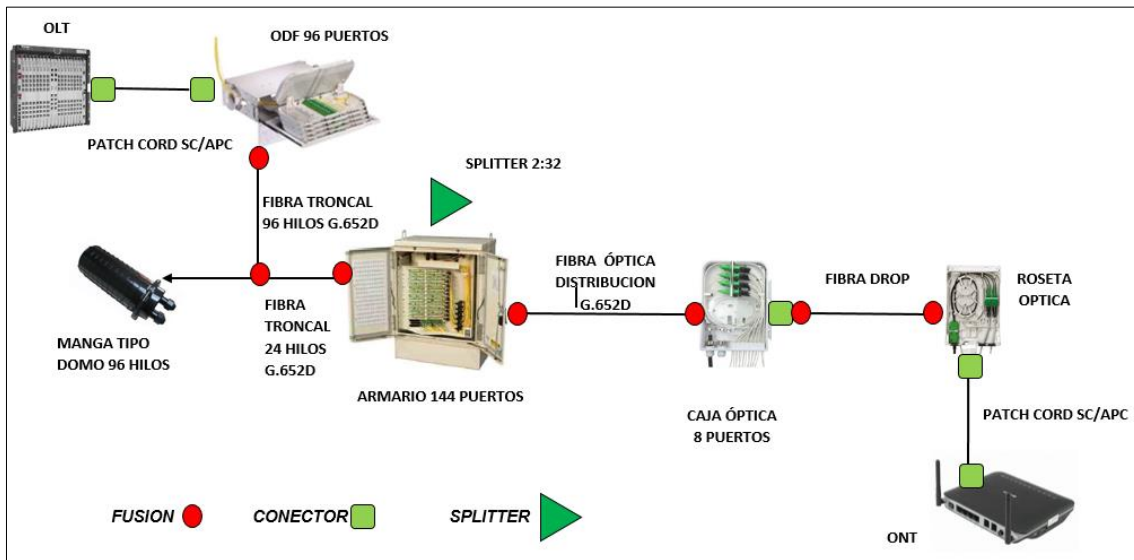 OLT
ODF 96 PUERTOS
PATCH CORD SC/APC
SPLITTER 2:32
FIBRA TRONCAL
96 HILOS G.652D
MANGA TIPO
DOMO 96 HILOS
FIBRA
TRONCAL
24 HILOS
G.652D
ARMARIO 144 PUERTOS
FIBRA ÓPTICA
DISTRIBUCION
G.652D
CAJA ÓPTICA
8 PUERTOS
FIBRA DROP
ROSETA
OPTICA
PATCH CORD SC/APC
ONT
FUSION
CONECTOR
SPLITTER